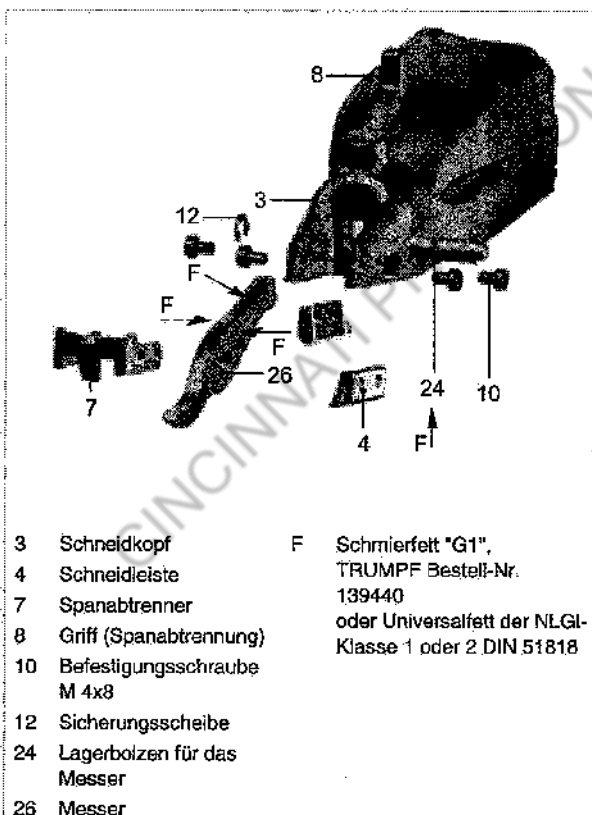 8
3
12
F
F
F
7
26
4
24
10
F
CINCINNATI
3 Schneidkopf
4 Schneidleiste
7 Spanabtrenner
8 Griff (Spanabtrennung)
10 Befestigungsschraube
M 4x8
12 Sicherungsscheibe
24 Lagerbolzen für das
Messer
26 Messer
F Schmierfett "G1",
TRUMPF Bestell-Nr.
139440
oder Universalfett der NLGI-
Klasse 1 oder 2 DIN 51818